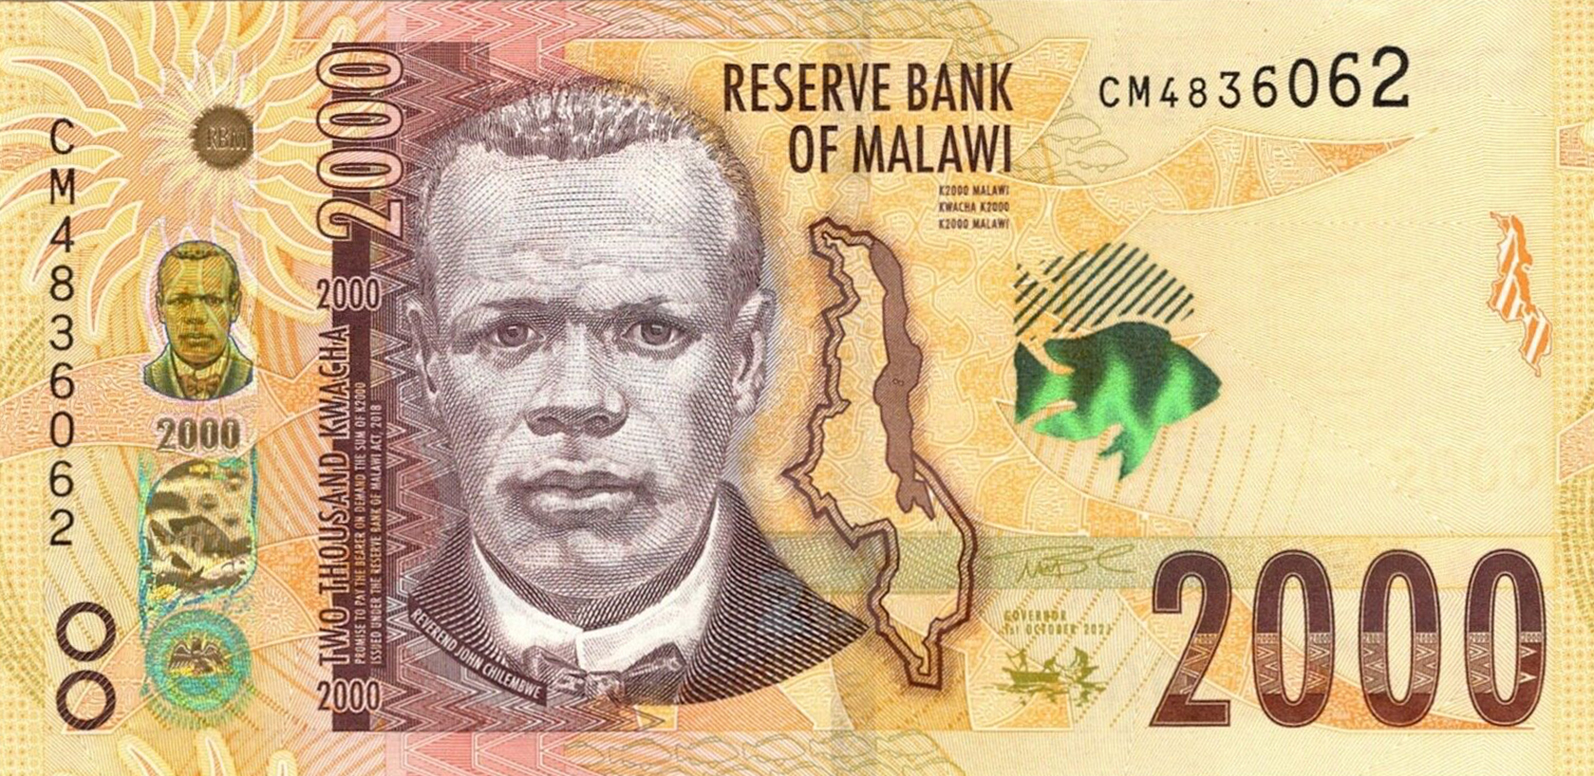 RBM
CM4836062
2000
2000
2000
TWO THOUSAND KWACHA
PROMISE TO PAY THE BEARER ON DEMAND THE SUM OF K2000
ISSUED UNDER THE RESERVE BANK OF MALAWI ACT, 2018
2000
REVEREND JOHN CHILEMBWE
RESERVE BANK
OF MALAWI
K2000 MALAWI
KWACHA K2000
K2000 MALAWI
CM4836062
GOVERNOR
1st OCTOBER
2000